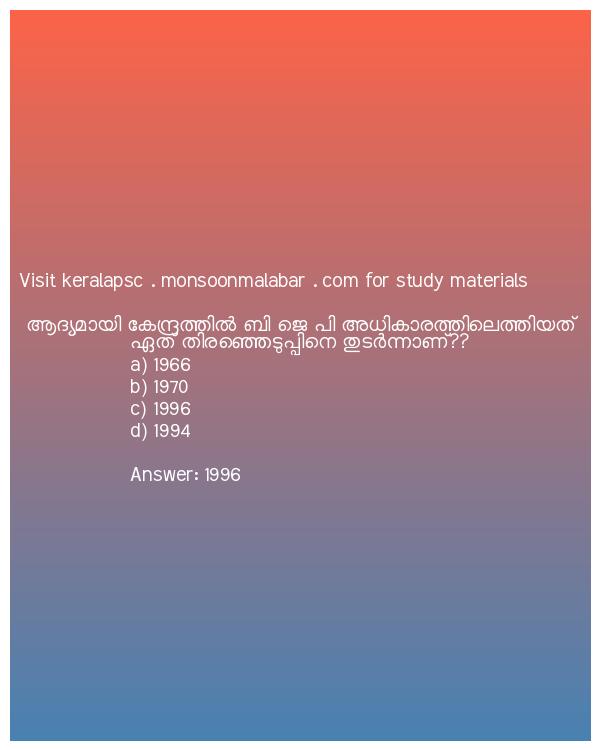 Visit keralapsc . monsoonmalabar . com for study materials
ആദ്യമായി കേന്ദ്രത്തിൽ ബി ജെ പി അധികാരത്തിലെത്തിയത്
ഏത് തിരഞ്ഞെടുപ്പിനെ തുടർന്നാണ്??
a) 1966
b) 1970
c) 1996
d) 1994
Answer: 1996